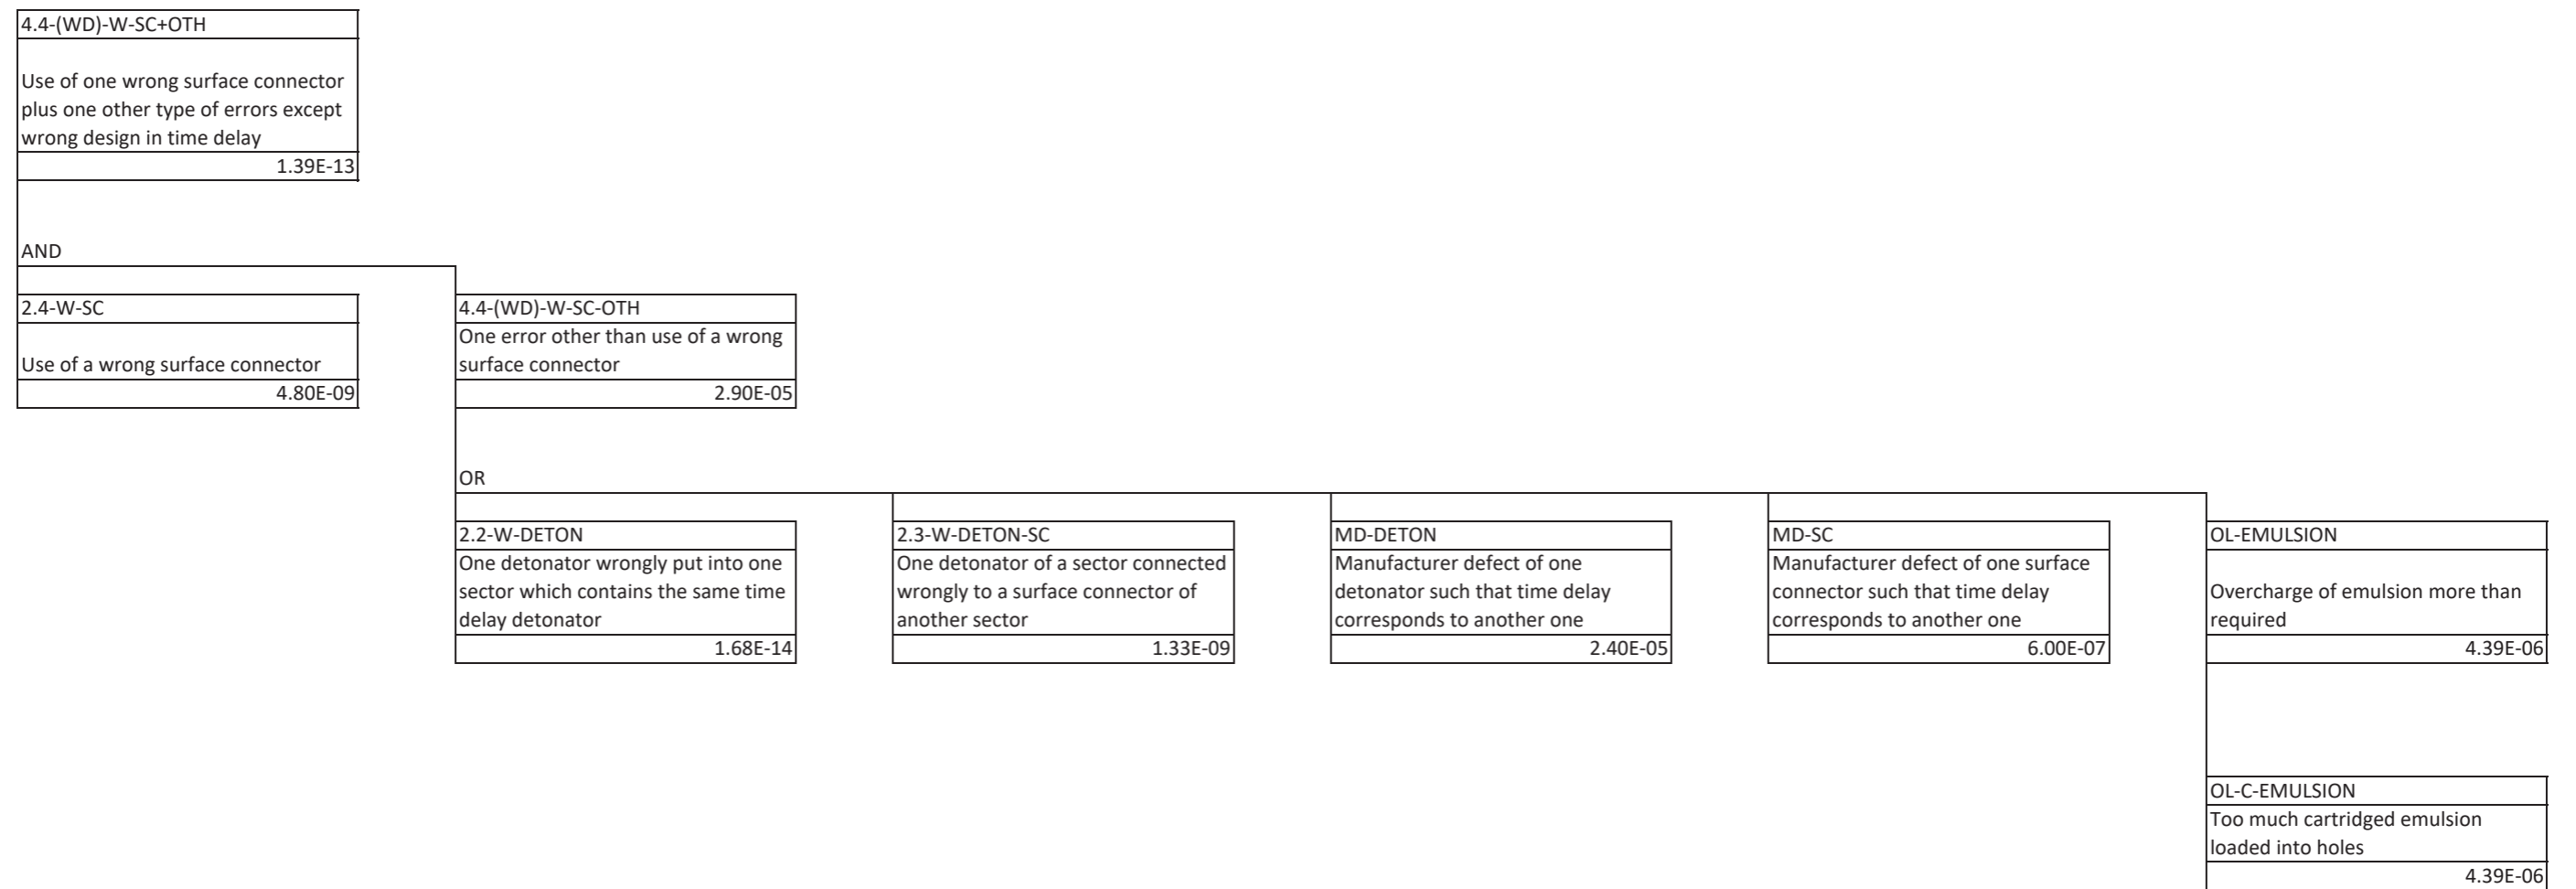 4.4-(WD)-W-SC+OTH
Use of one wrong surface connector
plus one other type of errors except
wrong design in time delay
1.39E-13
AND
2.4-W-SC
Use of a wrong surface connector
4.80E-09
4.4-(WD)-W-SC-OTH
One error other than use of a wrong
surface connector
2.90E-05
OR
2.2-W-DETON
One detonator wrongly put into one
sector which contains the same time
delay detonator
1.68E-14
2.3-W-DETON-SC
One detonator of a sector connected
wrongly to a surface connector of
another sector
1.33E-09
MD-DETON
Manufacturer defect of one
detonator such that time delay
corresponds to another one
2.40E-05
MD-SC
Manufacturer defect of one surface
connector such that time delay
corresponds to another one
6.00E-07
OL-EMULSION
Overcharge of emulsion more than
required
4.39E-06
OL-C-EMULSION
Too much cartridged emulsion
loaded into holes
4.39E-06